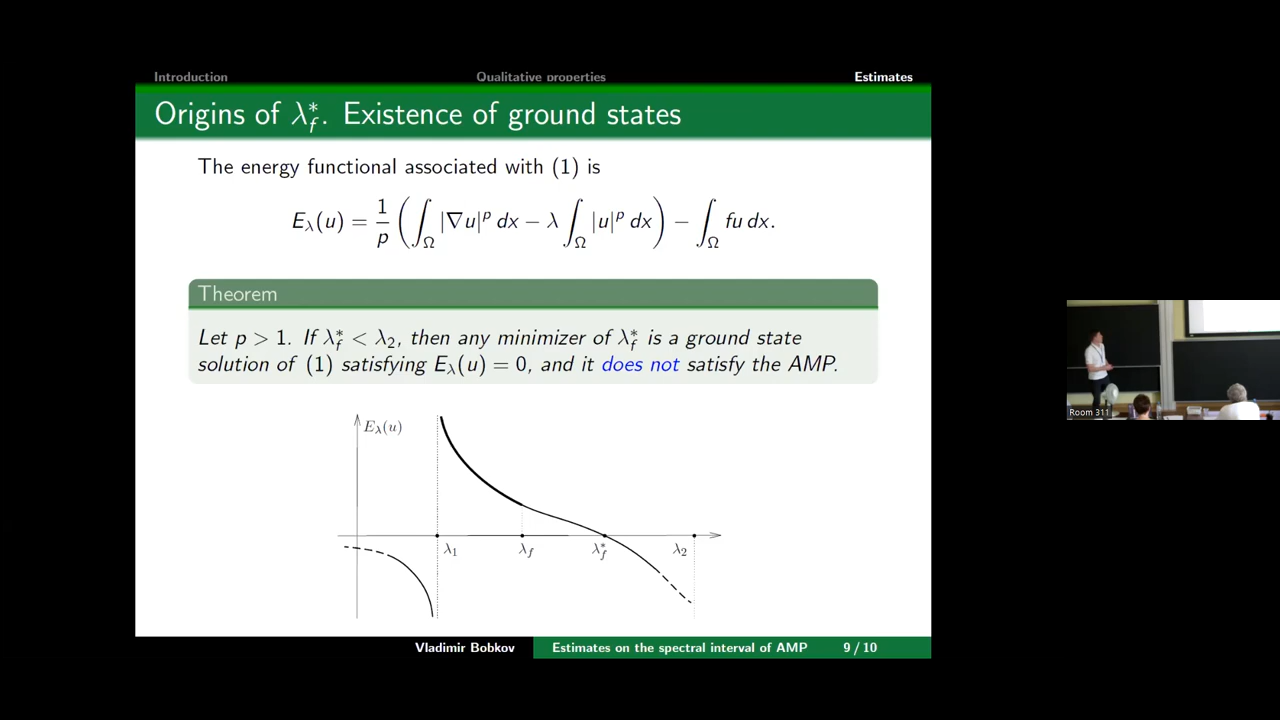 Introduction Qualitative properties Estimates
Origins of λ*_f. Existence of ground states
The energy functional associated with (1) is
E_λ(u) = 1/p (∫_Ω |∇u|^p dx − λ ∫_Ω |u|^p dx) − ∫_Ω fu dx.
Theorem
Let p > 1. If λ*_f < λ_2, then any minimizer of λ*_f is a ground state
solution of (1) satisfying E_λ(u) = 0, and it does not satisfy the AMP.
E_λ(u)
λ_1 λ_f λ*_f λ_2
Vladimir Bobkov Estimates on the spectral interval of AMP 9 / 10
Room 311